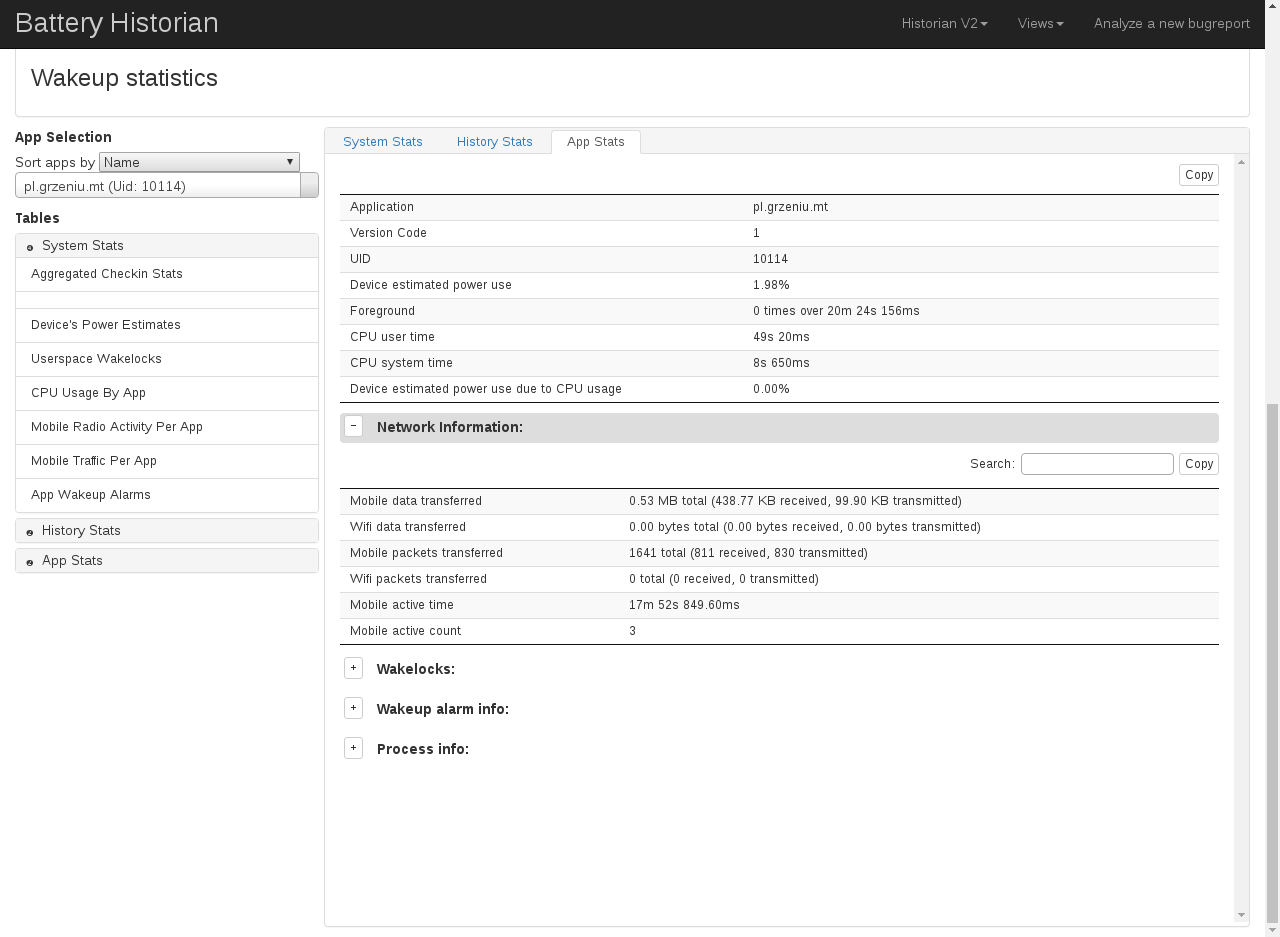 Battery Historian
Historian V2 Views Analyze a new bugreport
Wakeup statistics
App Selection
Sort apps by Name
pl.grzeniu.mt (Uid: 10114)
Tables
System Stats
Aggregated Checkin Stats
Device's Power Estimates
Userspace Wakelocks
CPU Usage By App
Mobile Radio Activity Per App
Mobile Traffic Per App
App Wakeup Alarms
History Stats
App Stats
System Stats History Stats App Stats
Copy
Application pl.grzeniu.mt
Version Code 1
UID 10114
Device estimated power use 1.98%
Foreground 0 times over 20m 24s 156ms
CPU user time 49s 20ms
CPU system time 8s 650ms
Device estimated power use due to CPU usage 0.00%
− Network Information:
Search: Copy
Mobile data transferred 0.53 MB total (438.77 KB received, 99.90 KB transmitted)
Wifi data transferred 0.00 bytes total (0.00 bytes received, 0.00 bytes transmitted)
Mobile packets transferred 1641 total (811 received, 830 transmitted)
Wifi packets transferred 0 total (0 received, 0 transmitted)
Mobile active time 17m 52s 849.60ms
Mobile active count 3
+ Wakelocks:
+ Wakeup alarm info:
+ Process info: